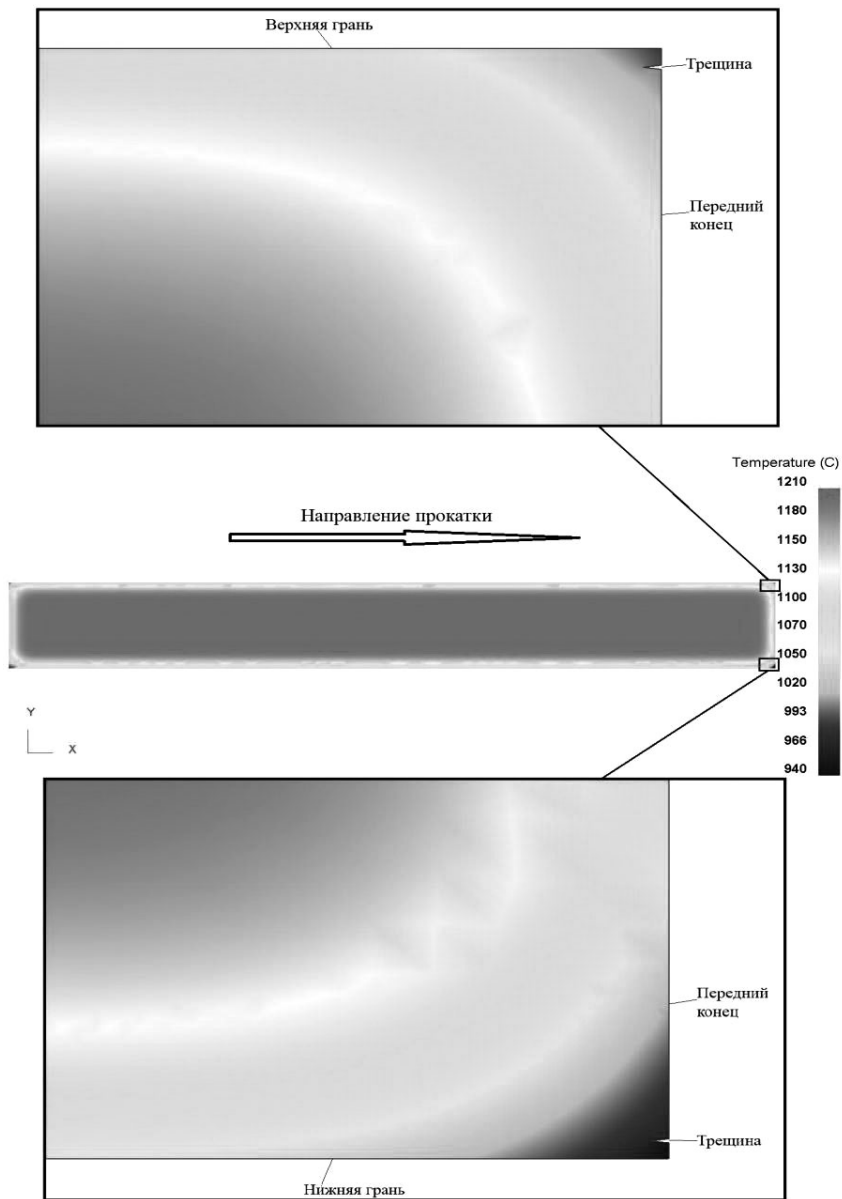 Верхняя грань
Трещина
Передний
конец
Temperature (C)
1210
1180
1150
1130
1100
1070
1050
1020
993
966
940
Направление прокатки
Y
X
Передний
конец
Трещина
Нижняя грань